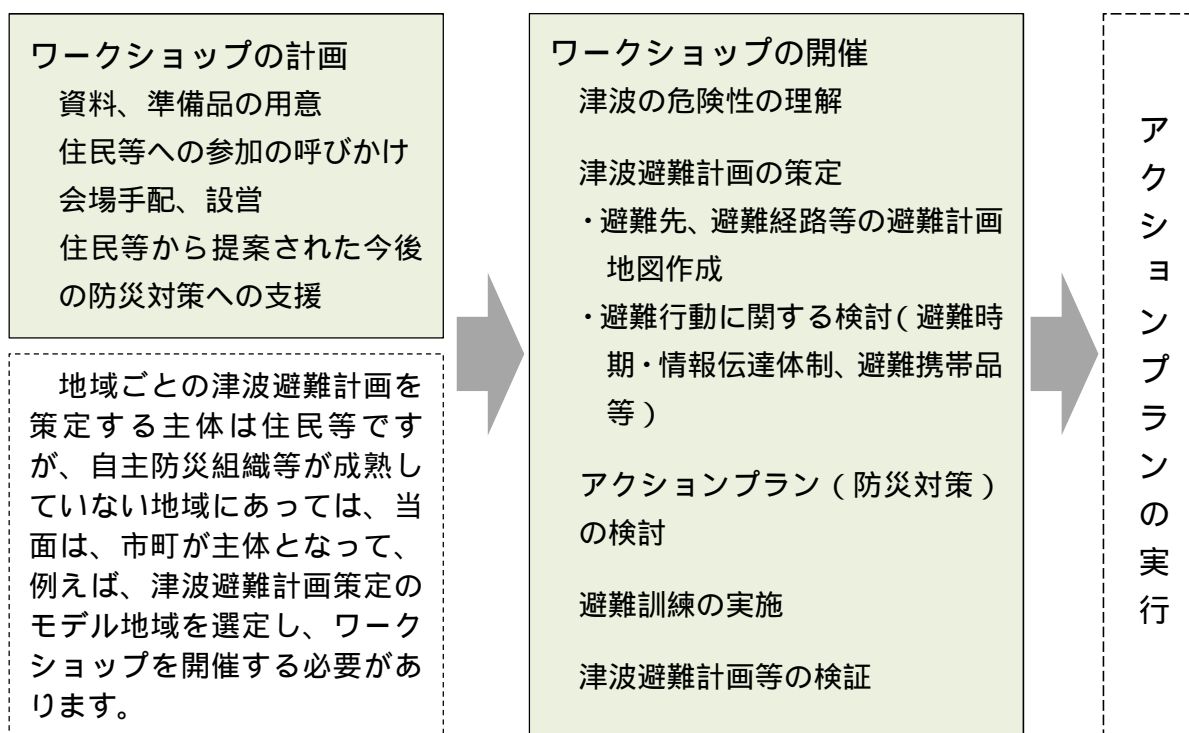 ワークショップの計画
資料、準備品の用意
住民等への参加の呼びかけ
会場手配、設営
住民等から提案された今後
の防災対策への支援
地域ごとの津波避難計画を
策定する主体は住民等です
が、自主防災組織等が成熟し
ていない地域にあっては、当
面は、市町が主体となって、
例えば、津波避難計画策定の
モデル地域を選定し、ワーク
ショップを開催する必要があ
ります。
ワークショップの開催
津波の危険性の理解
津波避難計画の策定
・避難先、避難経路等の避難計画
地図作成
・避難行動に関する検討(避難時
期・情報伝達体制、避難携帯品
等)
アクションプラン(防災対策)
の検討
避難訓練の実施
津波避難計画等の検証
アクションプランの実行